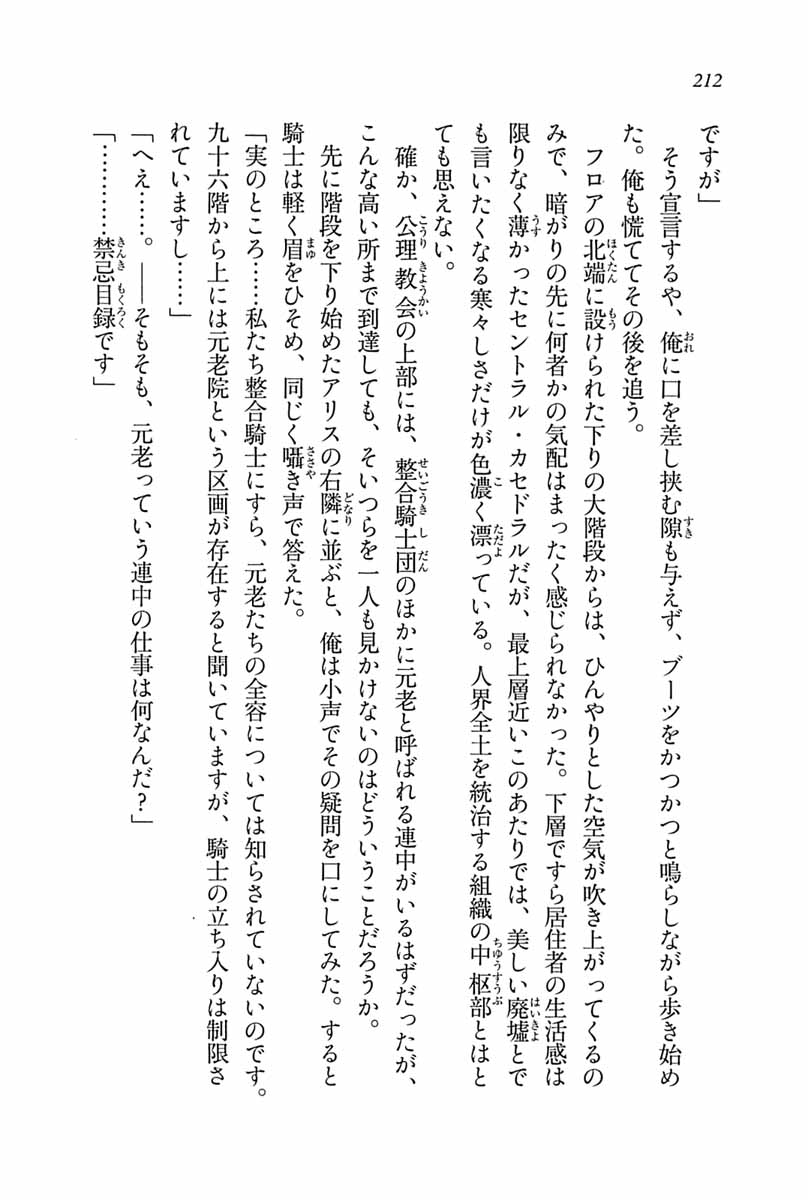 212
ですが」
　そう宣言するや、俺に口を差し挟む隙も与えず、ブーツをかつかつと鳴らしながら歩き始め
た。俺も慌ててその後を追う。
　フロアの北端に設けられた下りの大階段からは、ひんやりとした空気が吹き上がってくるの
みで、暗がりの先に何者かの気配はまったく感じられなかった。下層ですら居住者の生活感は
限りなく薄かったセントラル・カセドラルだが、最上層近いこのあたりでは、美しい廃墟とで
も言いたくなる寒々しさだけが色濃く漂っている。人界全土を統治する組織の中枢部とはと
ても思えない。
　確か、公理教会の上部には、整合騎士団のほかに元老と呼ばれる連中がいるはずだったが、
こんな高い所まで到達しても、そいつらを一人も見かけないのはどういうことだろうか。
　先に階段を下り始めたアリスの右隣に並ぶと、俺は小声でその疑問を口にしてみた。すると
騎士は軽く眉をひそめ、同じく囁き声で答えた。
「実のところ……私たち整合騎士にすら、元老たちの全容については知らされていないのです。
九十六階から上には元老院という区画が存在すると聞いていますが、騎士の立ち入りは制限さ
れていますし……」
「へえ……。――そもそも、元老っていう連中の仕事は何なんだ？」
「…………禁忌目録です」